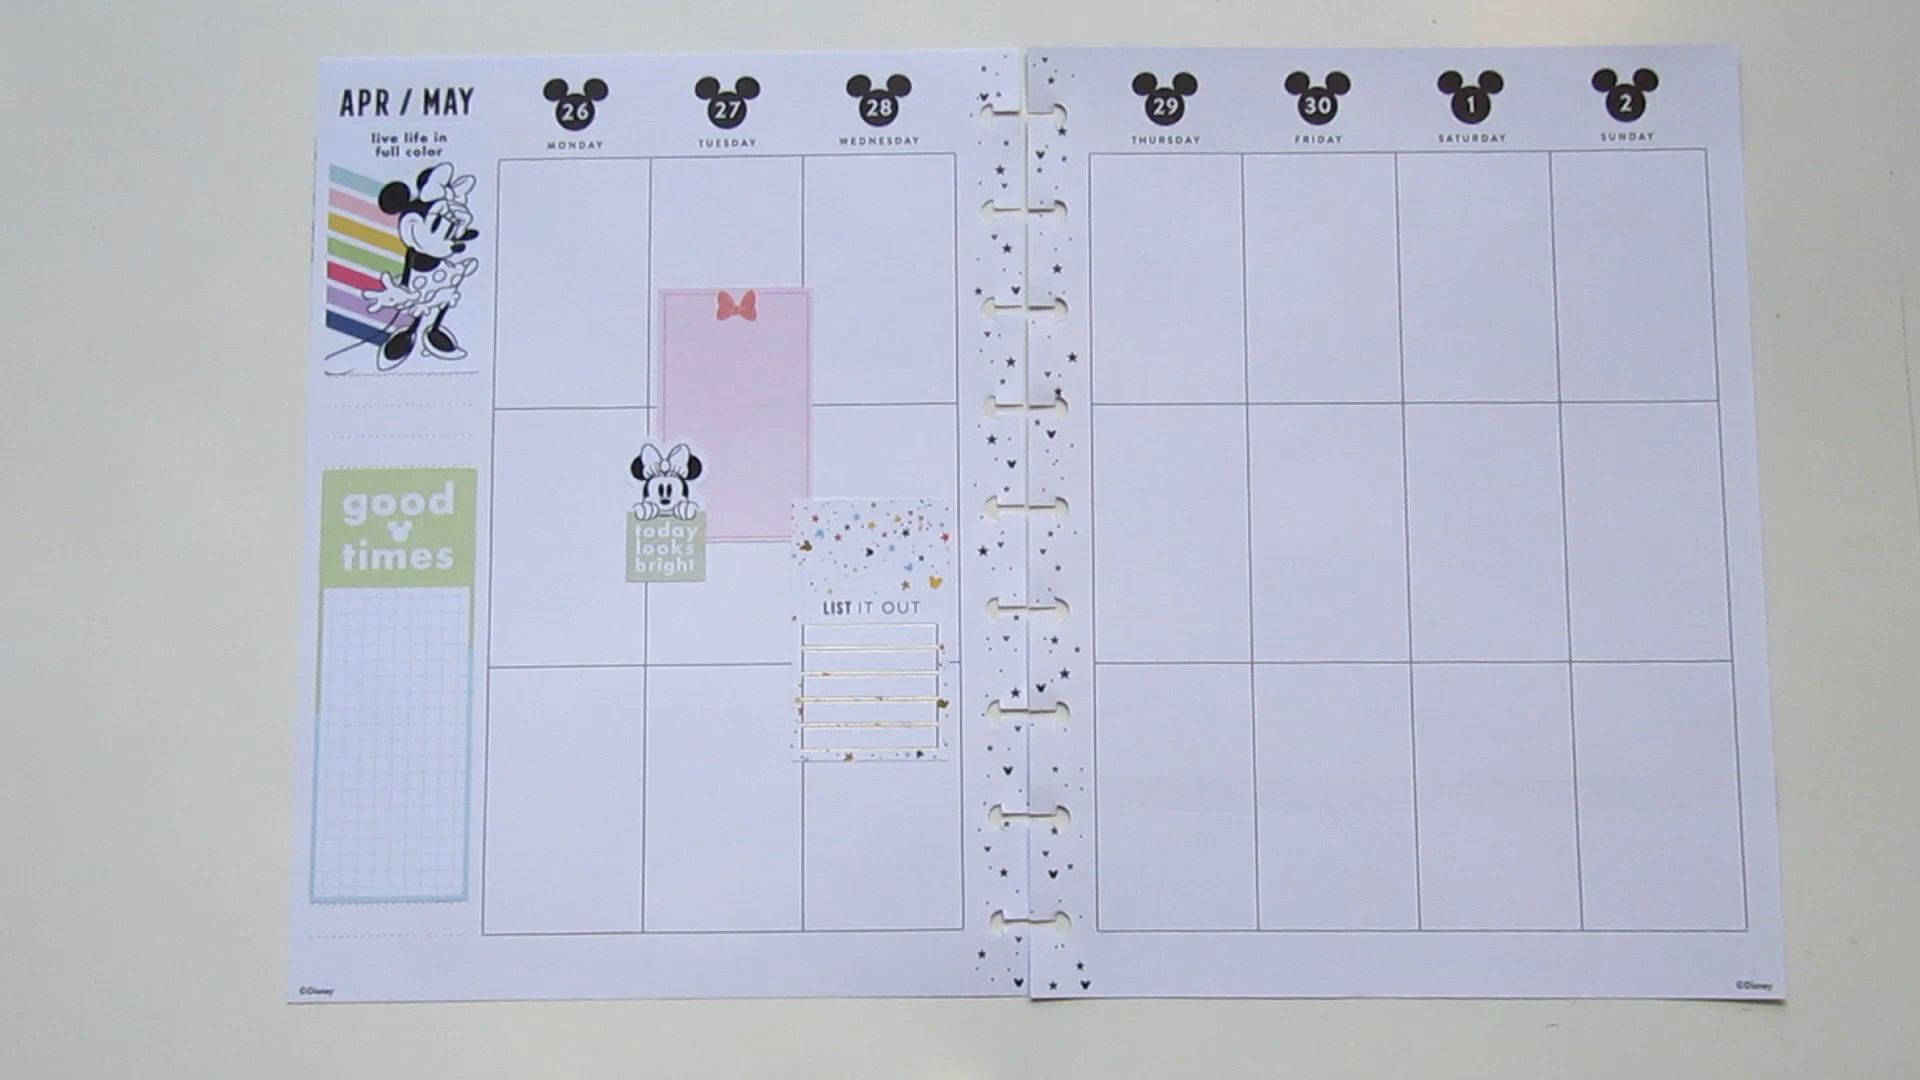 APR / MAY
live life in
full color
26
MONDAY
27
TUESDAY
28
WEDNESDAY
29
THURSDAY
30
FRIDAY
1
SATURDAY
2
SUNDAY
good
times
today
looks
bright
LIST IT OUT
©Disney
©Disney